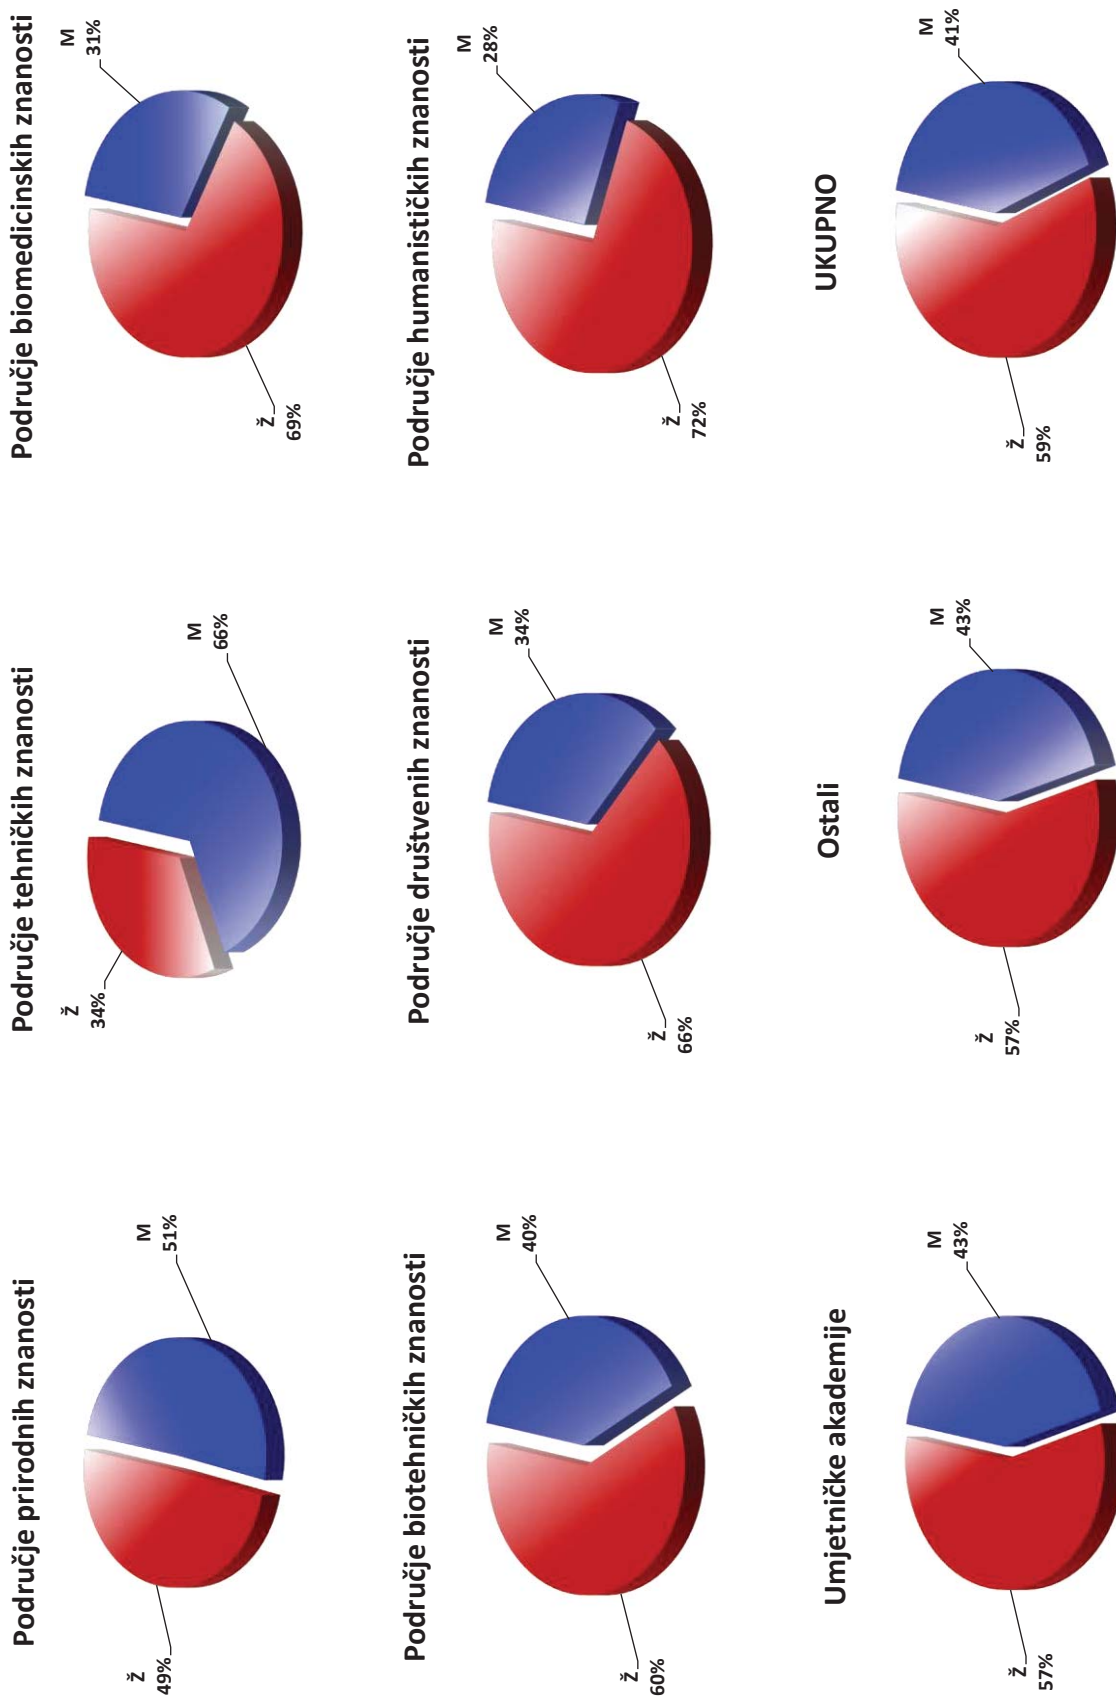 Područje prirodnih znanosti
Ž
49%
M
51%
Područje tehničkih znanosti
Ž
34%
M
66%
Područje biomedicinskih znanosti
Ž
69%
M
31%
Područje biotehničkih znanosti
Ž
60%
M
40%
Područje društvenih znanosti
Ž
66%
M
34%
Područje humanističkih znanosti
Ž
72%
M
28%
Umjetničke akademije
Ž
57%
M
43%
Ostali
Ž
57%
M
43%
UKUPNO
Ž
59%
M
41%